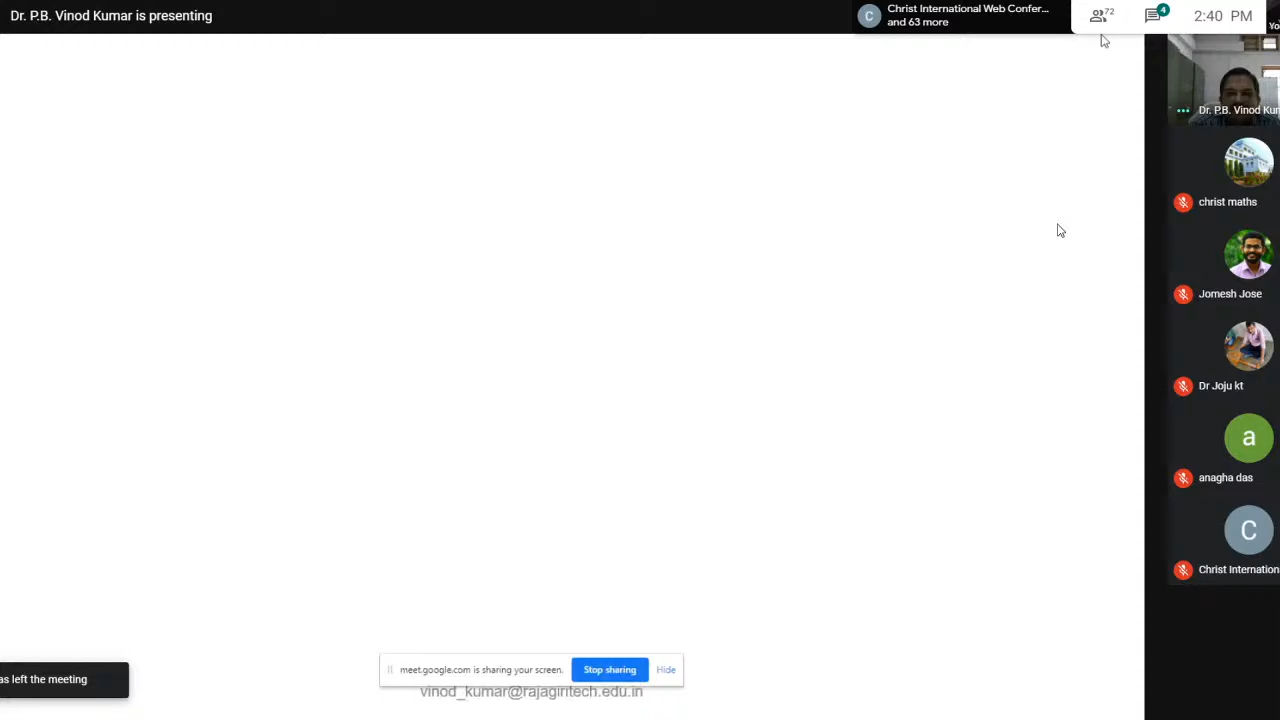 Dr. P.B. Vinod Kumar is presenting
C
Christ International Web Confer...
and 63 more
72
4
2:40 PM
Dr. P.B. Vinod Kum
christ maths
Jomesh Jose
Dr Joju kt
a
anagha das
C
Christ Internation
as left the meeting
meet.google.com is sharing your screen.
Stop sharing
Hide
vinod_kumar@rajagiritech.edu.in